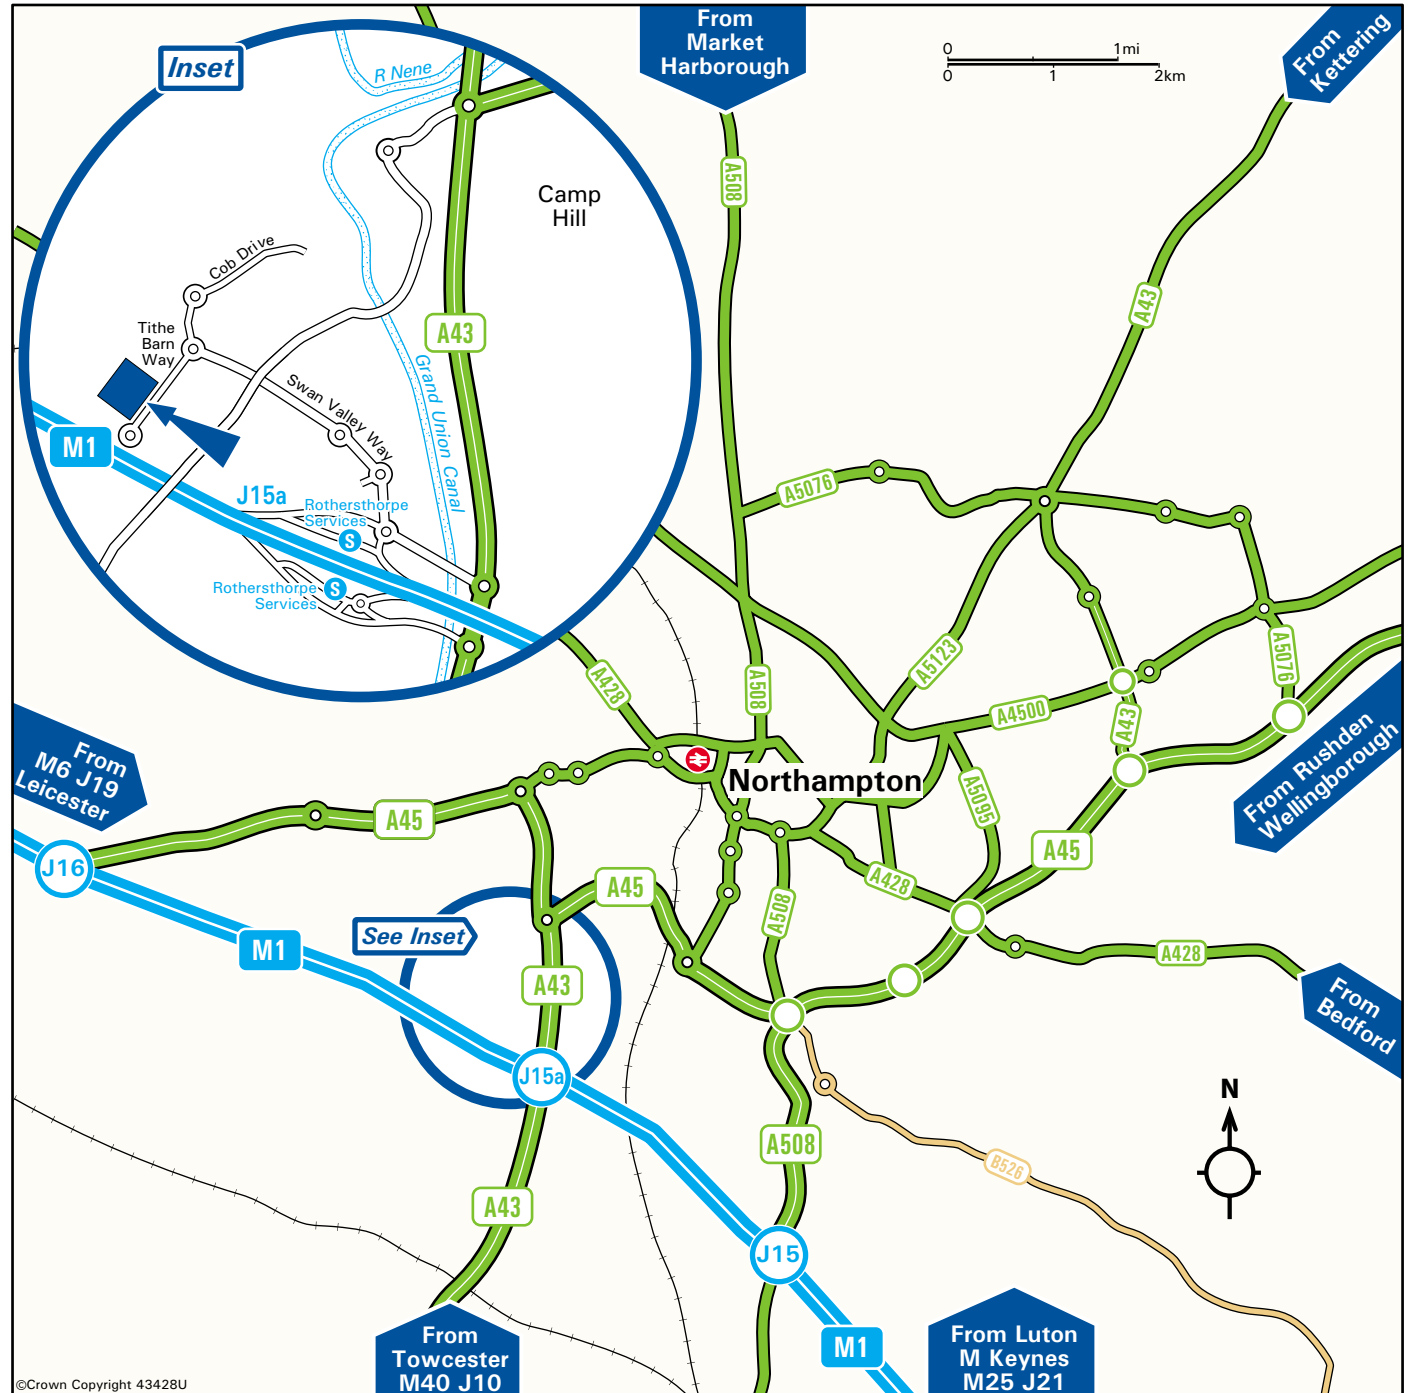 Inset
R Nene
Camp
Hill
Cob Drive
Tithe
Barn
Way
Swan Valley Way
Grand Union Canal
A43
M1
J15a
Rothersthorpe
Services
S
Rothersthorpe
Services
S
From
Market
Harborough
0
1mi
0
1
2km
From
Kettering
A508
A43
A5076
A5123
A5076
A428
A508
A4500
A43
From
M6 J19
Leicester
Northampton
From Rushden
Wellingborough
A45
A5095
A45
J16
A45
A428
A508
M1
See Inset
A43
A428
From
Bedford
J15a
N
A508
B526
A43
J15
M1
From
Towcester
M40 J10
From Luton
M Keynes
M25 J21
©Crown Copyright 43428U